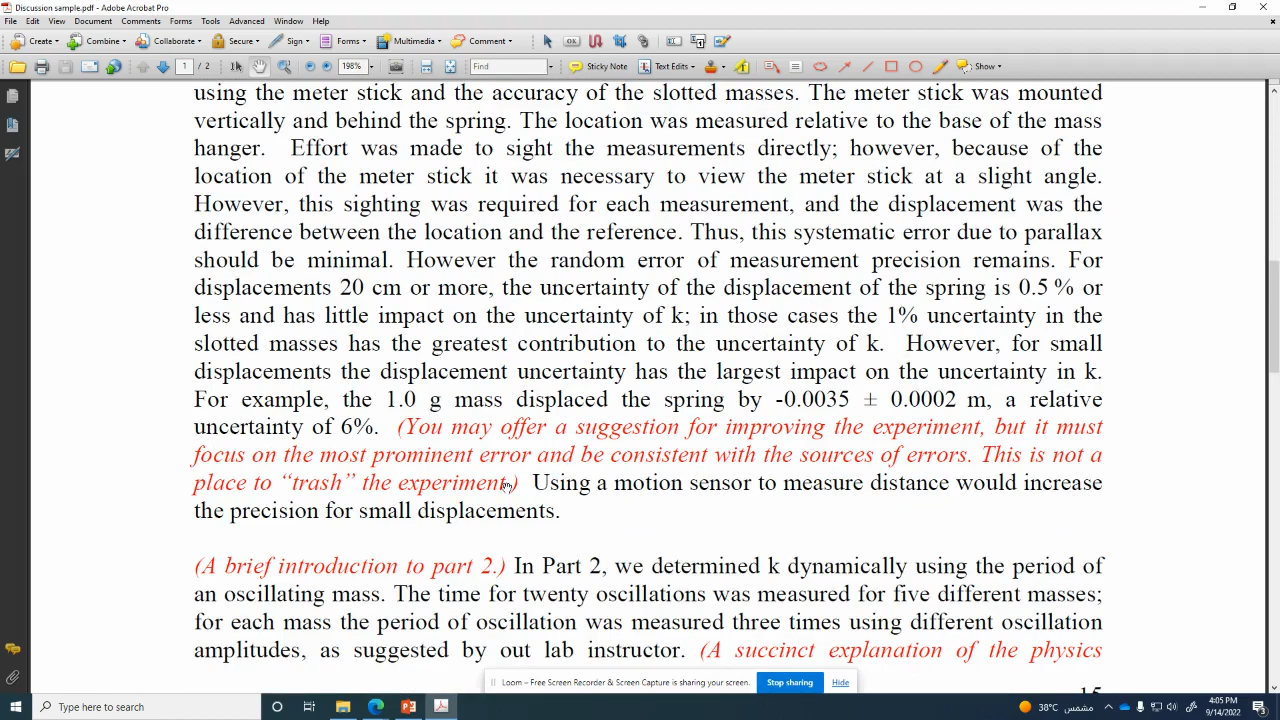 Discussion sample.pdf - Adobe Acrobat Pro
File Edit View Document Comments Forms Tools Advanced Window Help
Create Combine Collaborate Secure Sign Forms Multimedia Comment
1 / 2 198% Find Sticky Note Text Edits Show
using the meter stick and the accuracy of the slotted masses. The meter stick was mounted
vertically and behind the spring. The location was measured relative to the base of the mass
hanger. Effort was made to sight the measurements directly; however, because of the
location of the meter stick it was necessary to view the meter stick at a slight angle.
However, this sighting was required for each measurement, and the displacement was the
difference between the location and the reference. Thus, this systematic error due to parallax
should be minimal. However the random error of measurement precision remains. For
displacements 20 cm or more, the uncertainty of the displacement of the spring is 0.5 % or
less and has little impact on the uncertainty of k; in those cases the 1% uncertainty in the
slotted masses has the greatest contribution to the uncertainty of k. However, for small
displacements the displacement uncertainty has the largest impact on the uncertainty in k.
For example, the 1.0 g mass displaced the spring by -0.0035 ± 0.0002 m, a relative
uncertainty of 6%. (You may offer a suggestion for improving the experiment, but it must
focus on the most prominent error and be consistent with the sources of errors. This is not a
place to “trash” the experiment.) Using a motion sensor to measure distance would increase
the precision for small displacements.
(A brief introduction to part 2.) In Part 2, we determined k dynamically using the period of
an oscillating mass. The time for twenty oscillations was measured for five different masses;
for each mass the period of oscillation was measured three times using different oscillation
amplitudes, as suggested by out lab instructor. (A succinct explanation of the physics
Loom – Free Screen Recorder & Screen Capture is sharing your screen. Stop sharing Hide
15
Type here to search
38°C مشمس
4:05 PM
9/14/2022
3